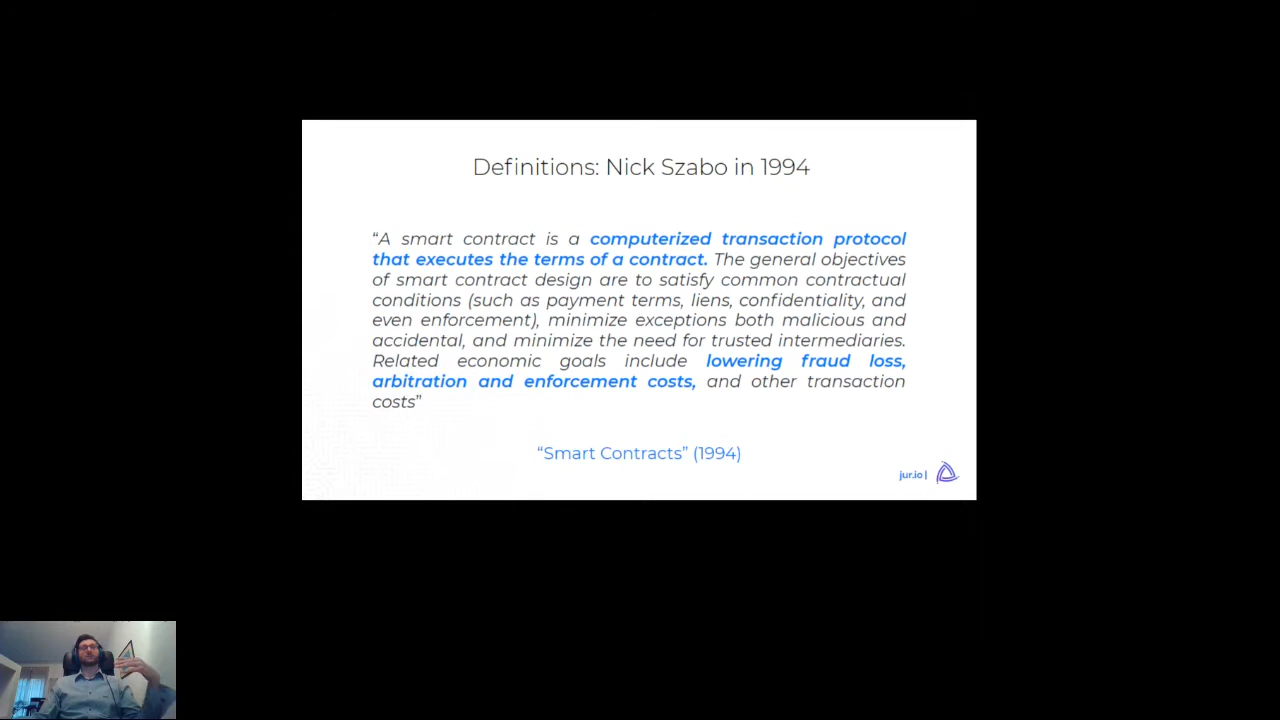 Definitions: Nick Szabo in 1994
“A smart contract is a computerized transaction protocol
that executes the terms of a contract. The general objectives
of smart contract design are to satisfy common contractual
conditions (such as payment terms, liens, confidentiality, and
even enforcement), minimize exceptions both malicious and
accidental, and minimize the need for trusted intermediaries.
Related economic goals include lowering fraud loss,
arbitration and enforcement costs, and other transaction
costs”
“Smart Contracts” (1994)
jur.io |